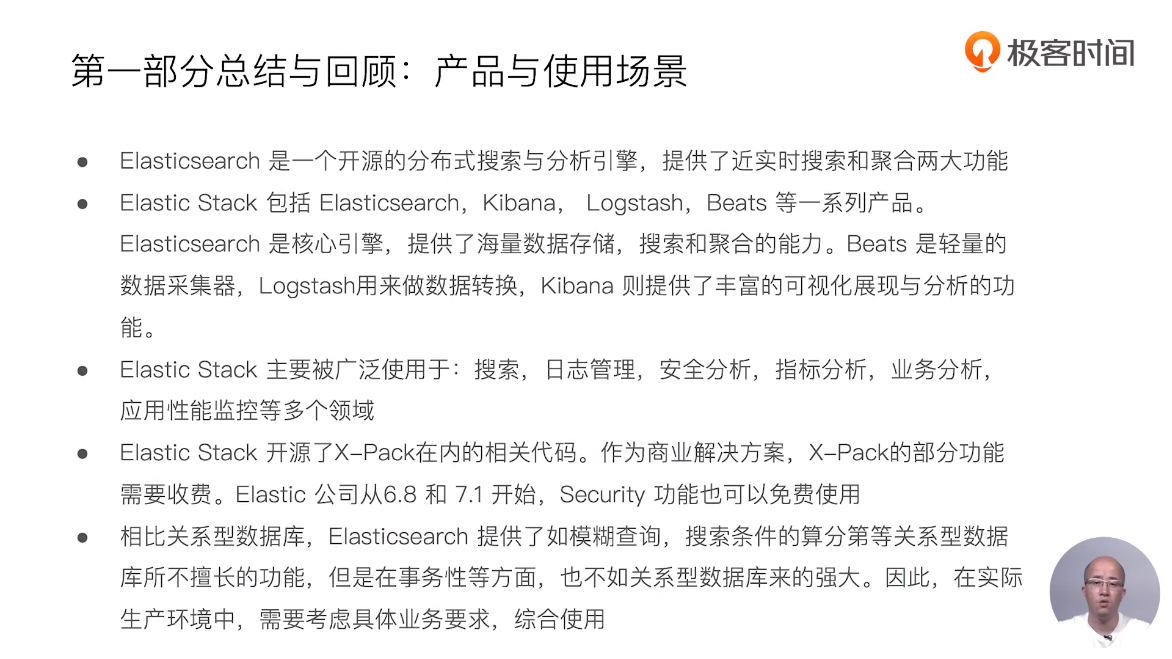 第一部分总结与回顾：产品与使用场景
极客时间
● Elasticsearch 是一个开源的分布式搜索与分析引擎，提供了近实时搜索和聚合两大功能
● Elastic Stack 包括 Elasticsearch，Kibana， Logstash，Beats 等一系列产品。
Elasticsearch 是核心引擎，提供了海量数据存储，搜索和聚合的能力。Beats 是轻量的
数据采集器，Logstash用来做数据转换，Kibana 则提供了丰富的可视化展现与分析的功
能。
● Elastic Stack 主要被广泛使用于：搜索，日志管理，安全分析，指标分析，业务分析，
应用性能监控等多个领域
● Elastic Stack 开源了X-Pack在内的相关代码。作为商业解决方案，X-Pack的部分功能
需要收费。Elastic 公司从6.8 和 7.1 开始，Security 功能也可以免费使用
● 相比关系型数据库，Elasticsearch 提供了如模糊查询，搜索条件的算分第等关系型数据
库所不擅长的功能，但是在事务性等方面，也不如关系型数据库来的强大。因此，在实际
生产环境中，需要考虑具体业务要求，综合使用